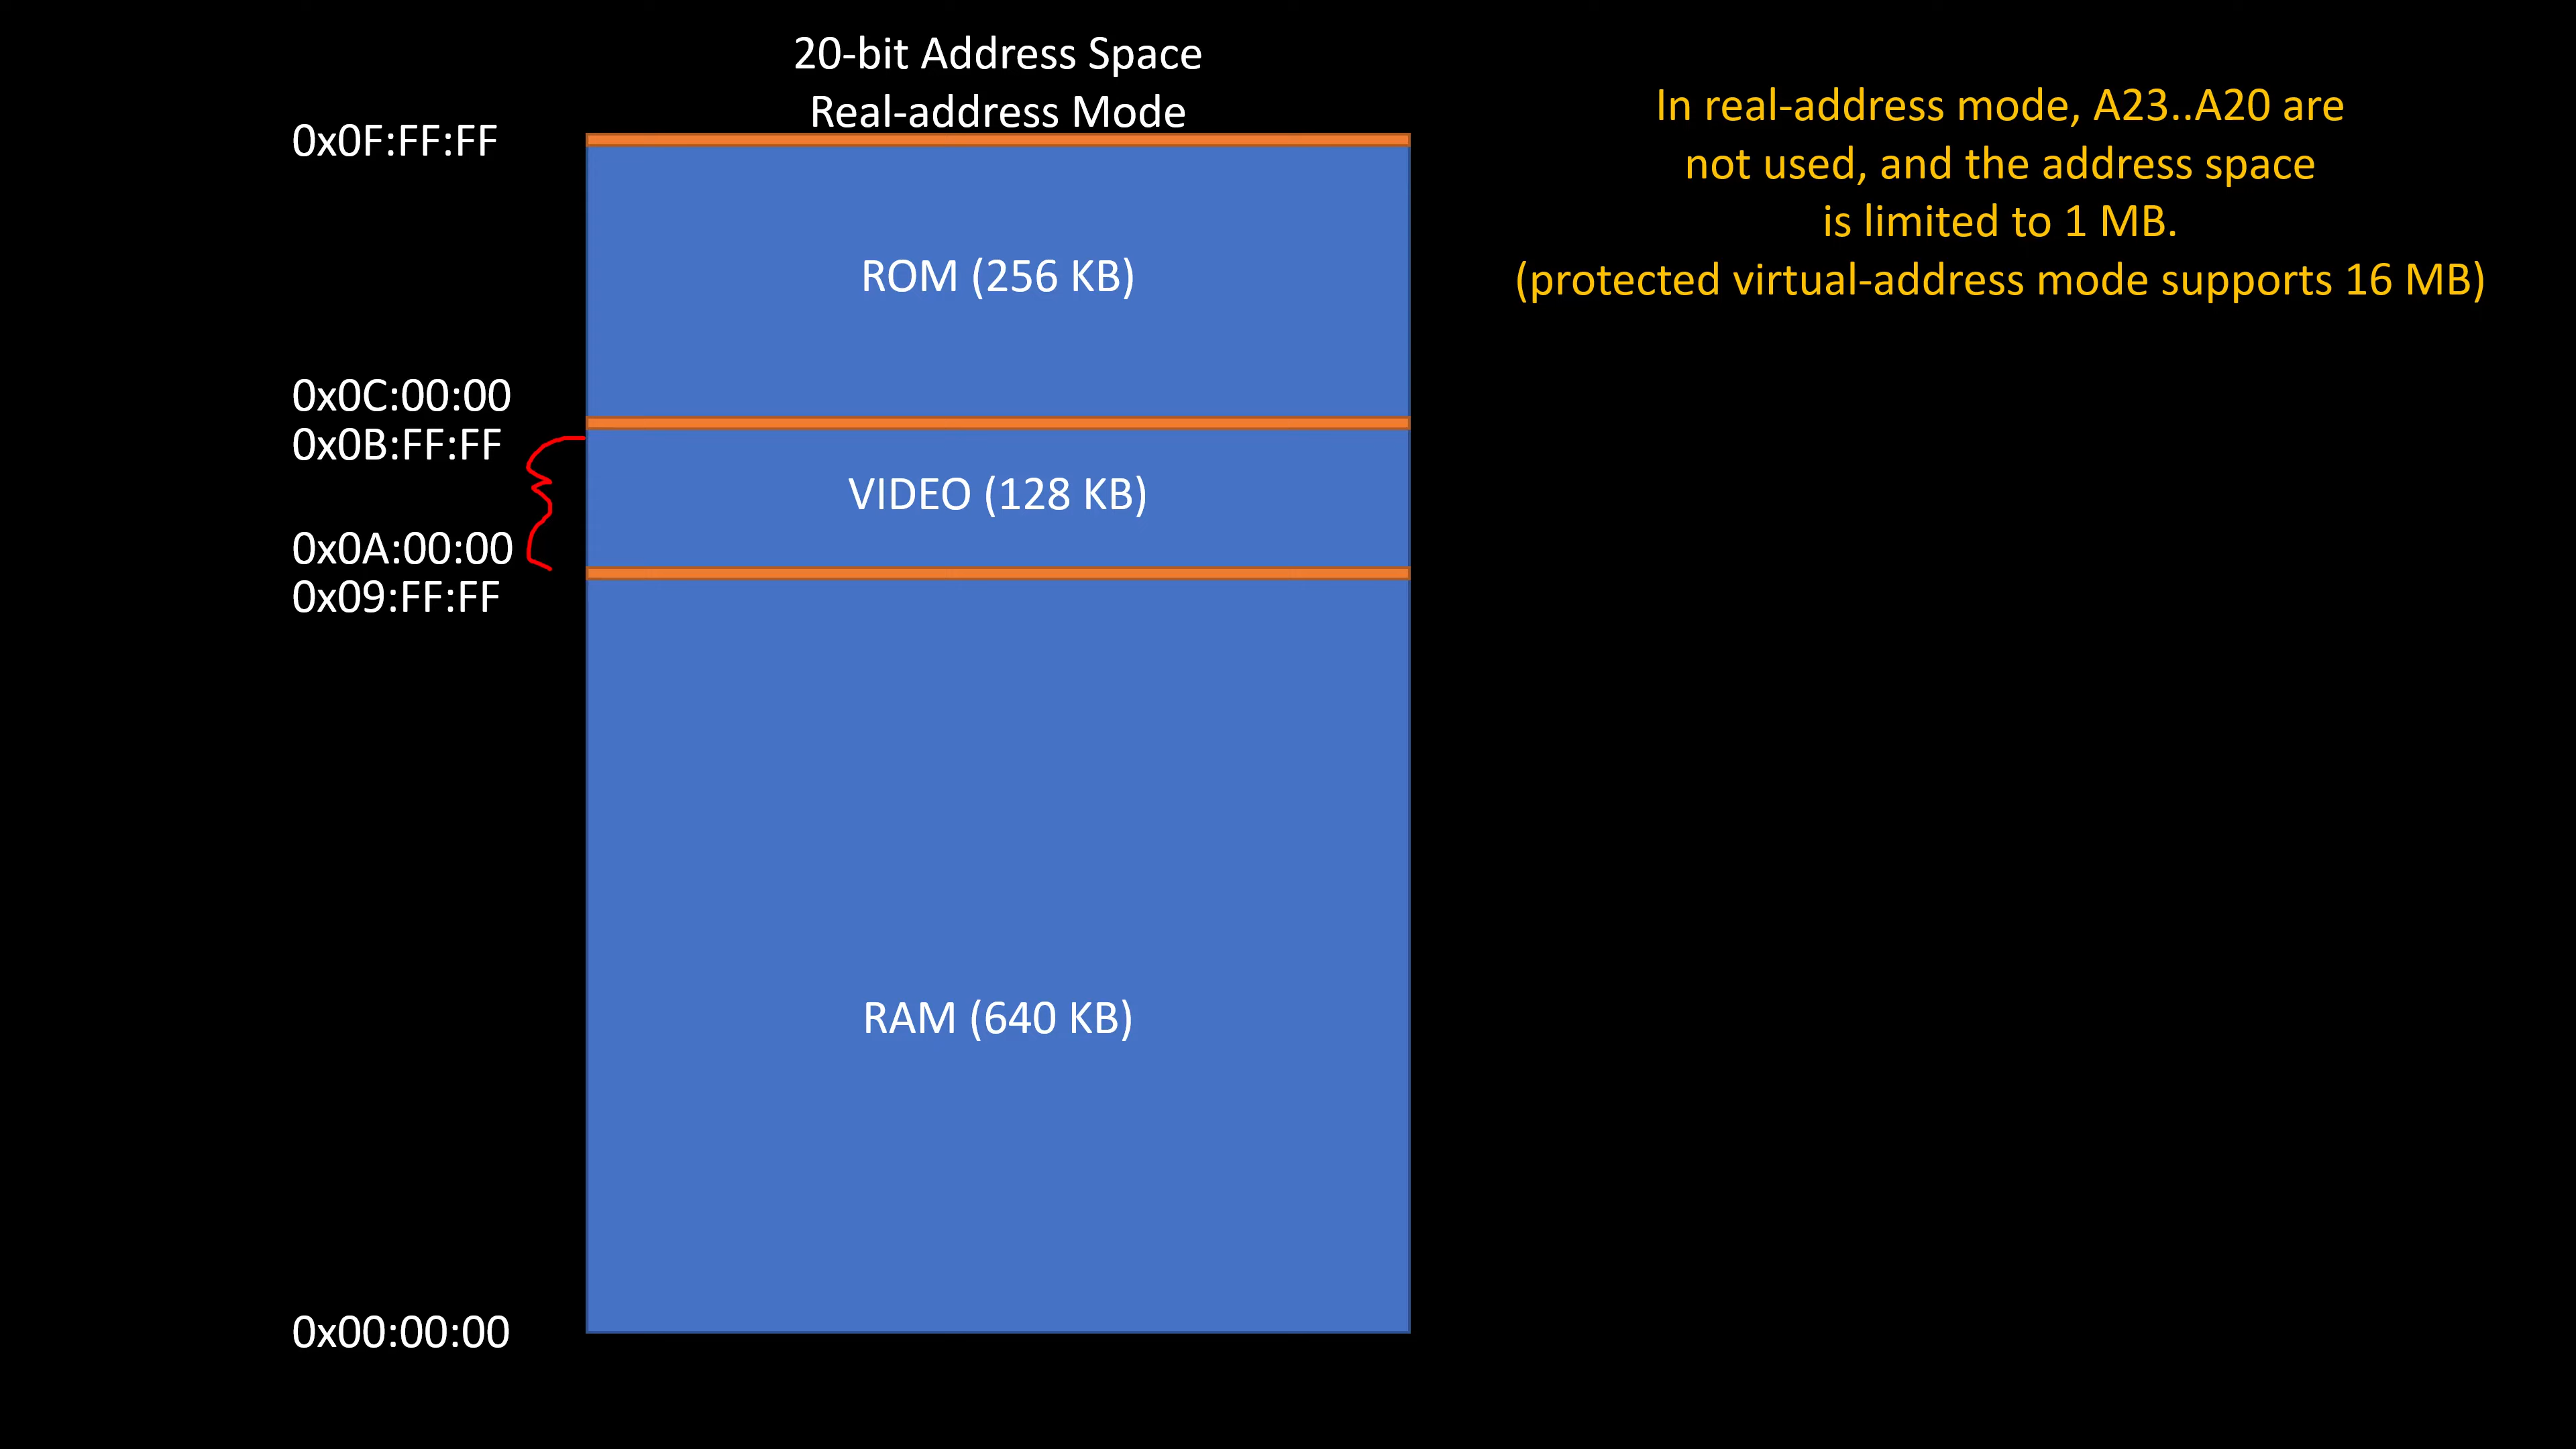 20-bit Address Space
Real-address Mode
0x0F:FF:FF
ROM (256 KB)
0x0C:00:00
0x0B:FF:FF
VIDEO (128 KB)
0x0A:00:00
0x09:FF:FF
RAM (640 KB)
0x00:00:00
In real-address mode, A23..A20 are
not used, and the address space
is limited to 1 MB.
(protected virtual-address mode supports 16 MB)